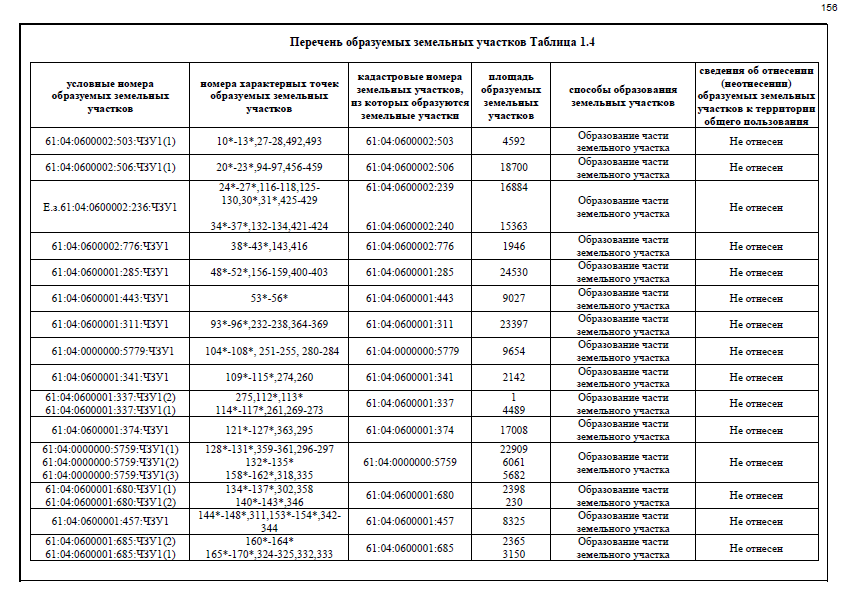 156
Перечень образуемых земельных участков Таблица 1.4
условные номера
образуемых земельных
участков
номера характерных точек
образуемых земельных
участков
кадастровые номера
земельных участков,
из которых образуются
земельные участки
площадь
образуемых
земельных
участков
способы образования
земельных участков
сведения об отнесении
(неотнесении)
образуемых земельных
участков к территории
общего пользования
61:04:0600002:503:ЧЗУ1(1)
10*-13*,27-28,492,493
61:04:0600002:503
4592
Образование части
земельного участка
Не отнесен
61:04:0600002:506:ЧЗУ1(1)
20*-23*,94-97,456-459
61:04:0600002:506
18700
Образование части
земельного участка
Не отнесен
Е.з.61:04:0600002:236:ЧЗУ1
24*-27*,116-118,125-
130,30*,31*,425-429
34*-37*,132-134,421-424
61:04:0600002:239
61:04:0600002:240
16884
15363
Образование части
земельного участка
Не отнесен
61:04:0600002:776:ЧЗУ1
38*-43*,143,416
61:04:0600002:776
1946
Образование части
земельного участка
Не отнесен
61:04:0600001:285:ЧЗУ1
48*-52*,156-159,400-403
61:04:0600001:285
24530
Образование части
земельного участка
Не отнесен
61:04:0600001:443:ЧЗУ1
53*-56*
61:04:0600001:443
9027
Образование части
земельного участка
Не отнесен
61:04:0600001:311:ЧЗУ1
93*-96*,232-238,364-369
61:04:0600001:311
23397
Образование части
земельного участка
Не отнесен
61:04:0000000:5779:ЧЗУ1
104*-108*, 251-255, 280-284
61:04:0000000:5779
9654
Образование части
земельного участка
Не отнесен
61:04:0600001:341:ЧЗУ1
109*-115*,274,260
61:04:0600001:341
2142
Образование части
земельного участка
Не отнесен
61:04:0600001:337:ЧЗУ1(2)
61:04:0600001:337:ЧЗУ1(1)
275,112*,113*
114*-117*,261,269-273
61:04:0600001:337
1
4489
Образование части
земельного участка
Не отнесен
61:04:0600001:374:ЧЗУ1
121*-127*,363,295
61:04:0600001:374
17008
Образование части
земельного участка
Не отнесен
61:04:0000000:5759:ЧЗУ1(1)
61:04:0000000:5759:ЧЗУ1(2)
61:04:0000000:5759:ЧЗУ1(3)
128*-131*,359-361,296-297
132*-135*
158*-162*,318,335
61:04:0000000:5759
22909
6061
5682
Образование части
земельного участка
Не отнесен
61:04:0600001:680:ЧЗУ1(1)
61:04:0600001:680:ЧЗУ1(2)
134*-137*,302,358
140*-143*,346
61:04:0600001:680
2398
230
Образование части
земельного участка
Не отнесен
61:04:0600001:457:ЧЗУ1
144*-148*,311,153*-154*,342-
344
61:04:0600001:457
8325
Образование части
земельного участка
Не отнесен
61:04:0600001:685:ЧЗУ1(2)
61:04:0600001:685:ЧЗУ1(1)
160*-164*
165*-170*,324-325,332,333
61:04:0600001:685
2365
3150
Образование части
земельного участка
Не отнесен